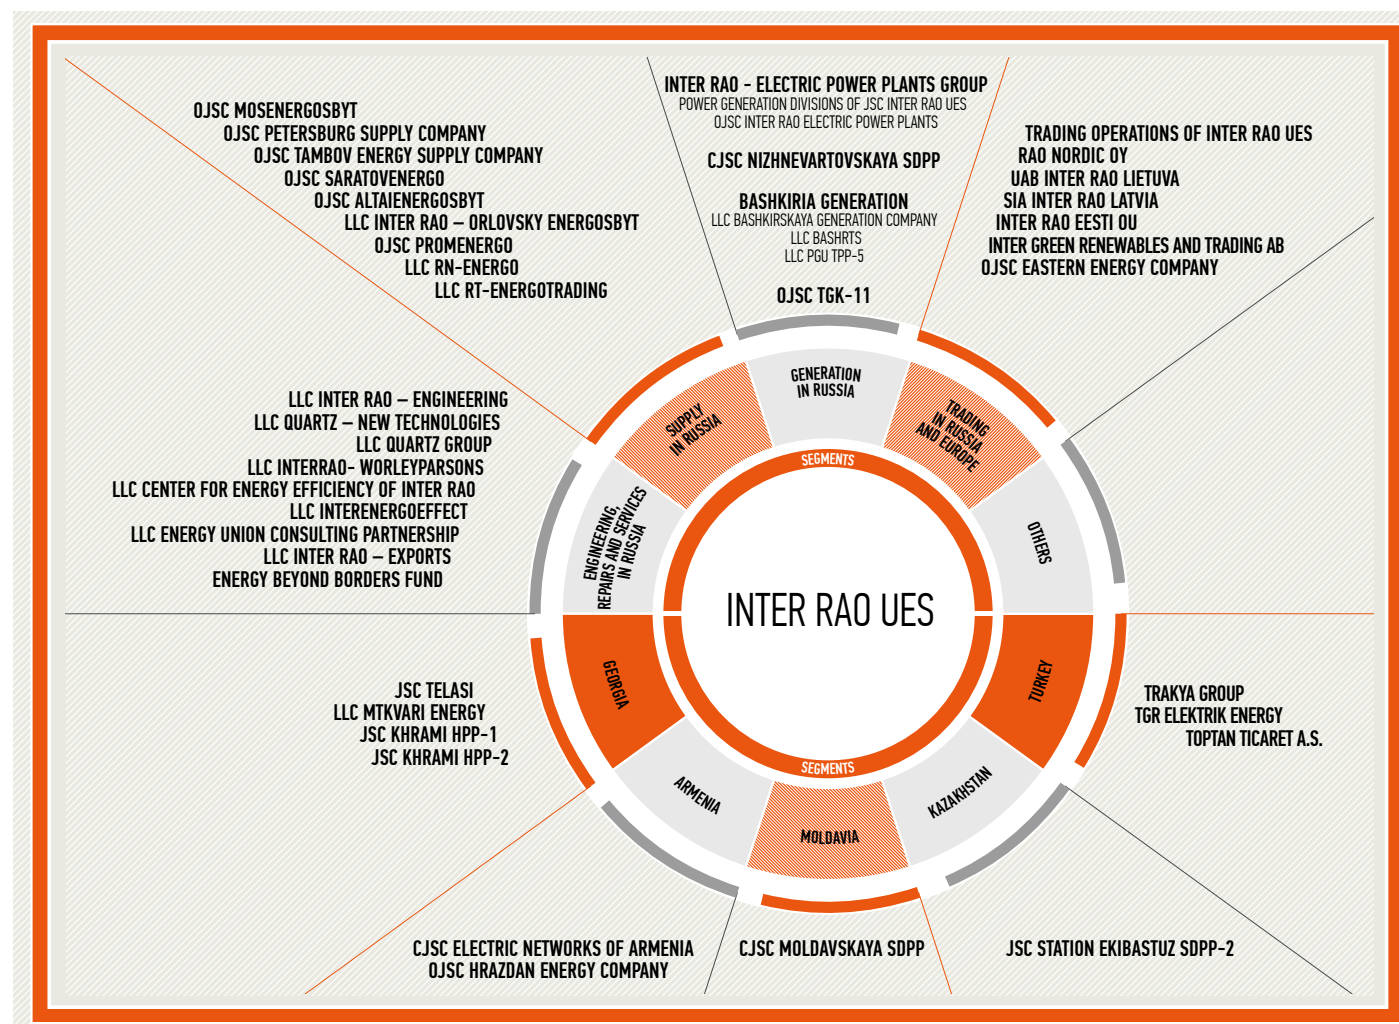 OJSC MOSENERGOSBYT
OJSC PETERSBURG SUPPLY COMPANY
OJSC TAMBOV ENERGY SUPPLY COMPANY
OJSC SARATOVENERGO
OJSC ALTAIENERGOSBYT
LLC INTER RAO – ORLOVSKY ENERGOSBYT
OJSC PROMENERGO
LLC RN-ENERGO
LLC RT-ENERGOTRADING
INTER RAO - ELECTRIC POWER PLANTS GROUP
POWER GENERATION DIVISIONS OF JSC INTER RAO UES
OJSC INTER RAO ELECTRIC POWER PLANTS
CJSC NIZHNEVARTOVSKAYA SDPP
BASHKIRIA GENERATION
LLC BASHKIRSKAYA GENERATION COMPANY
LLC BASHRTS
LLC PGU TPP-5
OJSC TGK-11
TRADING OPERATIONS OF INTER RAO UES
RAO NORDIC OY
UAB INTER RAO LIETUVA
SIA INTER RAO LATVIA
INTER RAO EESTI OU
INTER GREEN RENEWABLES AND TRADING AB
OJSC EASTERN ENERGY COMPANY
LLC INTER RAO – ENGINEERING
LLC QUARTZ – NEW TECHNOLOGIES
LLC QUARTZ GROUP
LLC INTERRAO- WORLEYPARSONS
LLC CENTER FOR ENERGY EFFICIENCY OF INTER RAO
LLC INTERENERGOEFFECT
LLC ENERGY UNION CONSULTING PARTNERSHIP
LLC INTER RAO – EXPORTS
ENERGY BEYOND BORDERS FUND
SUPPLY
IN RUSSIA
GENERATION
IN RUSSIA
TRADING
IN RUSSIA
AND EUROPE
SEGMENTS
ENGINEERING,
REPAIRS AND SERVICES
IN RUSSIA
OTHERS
INTER RAO UES
GEORGIA
TURKEY
ARMENIA
MOLDAVIA
KAZAKHSTAN
SEGMENTS
JSC TELASI
LLC MTKVARI ENERGY
JSC KHRAMI HPP-1
JSC KHRAMI HPP-2
TRAKYA GROUP
TGR ELEKTRIK ENERGY
TOPTAN TICARET A.S.
CJSC ELECTRIC NETWORKS OF ARMENIA
OJSC HRAZDAN ENERGY COMPANY
CJSC MOLDAVSKAYA SDPP
JSC STATION EKIBASTUZ SDPP-2